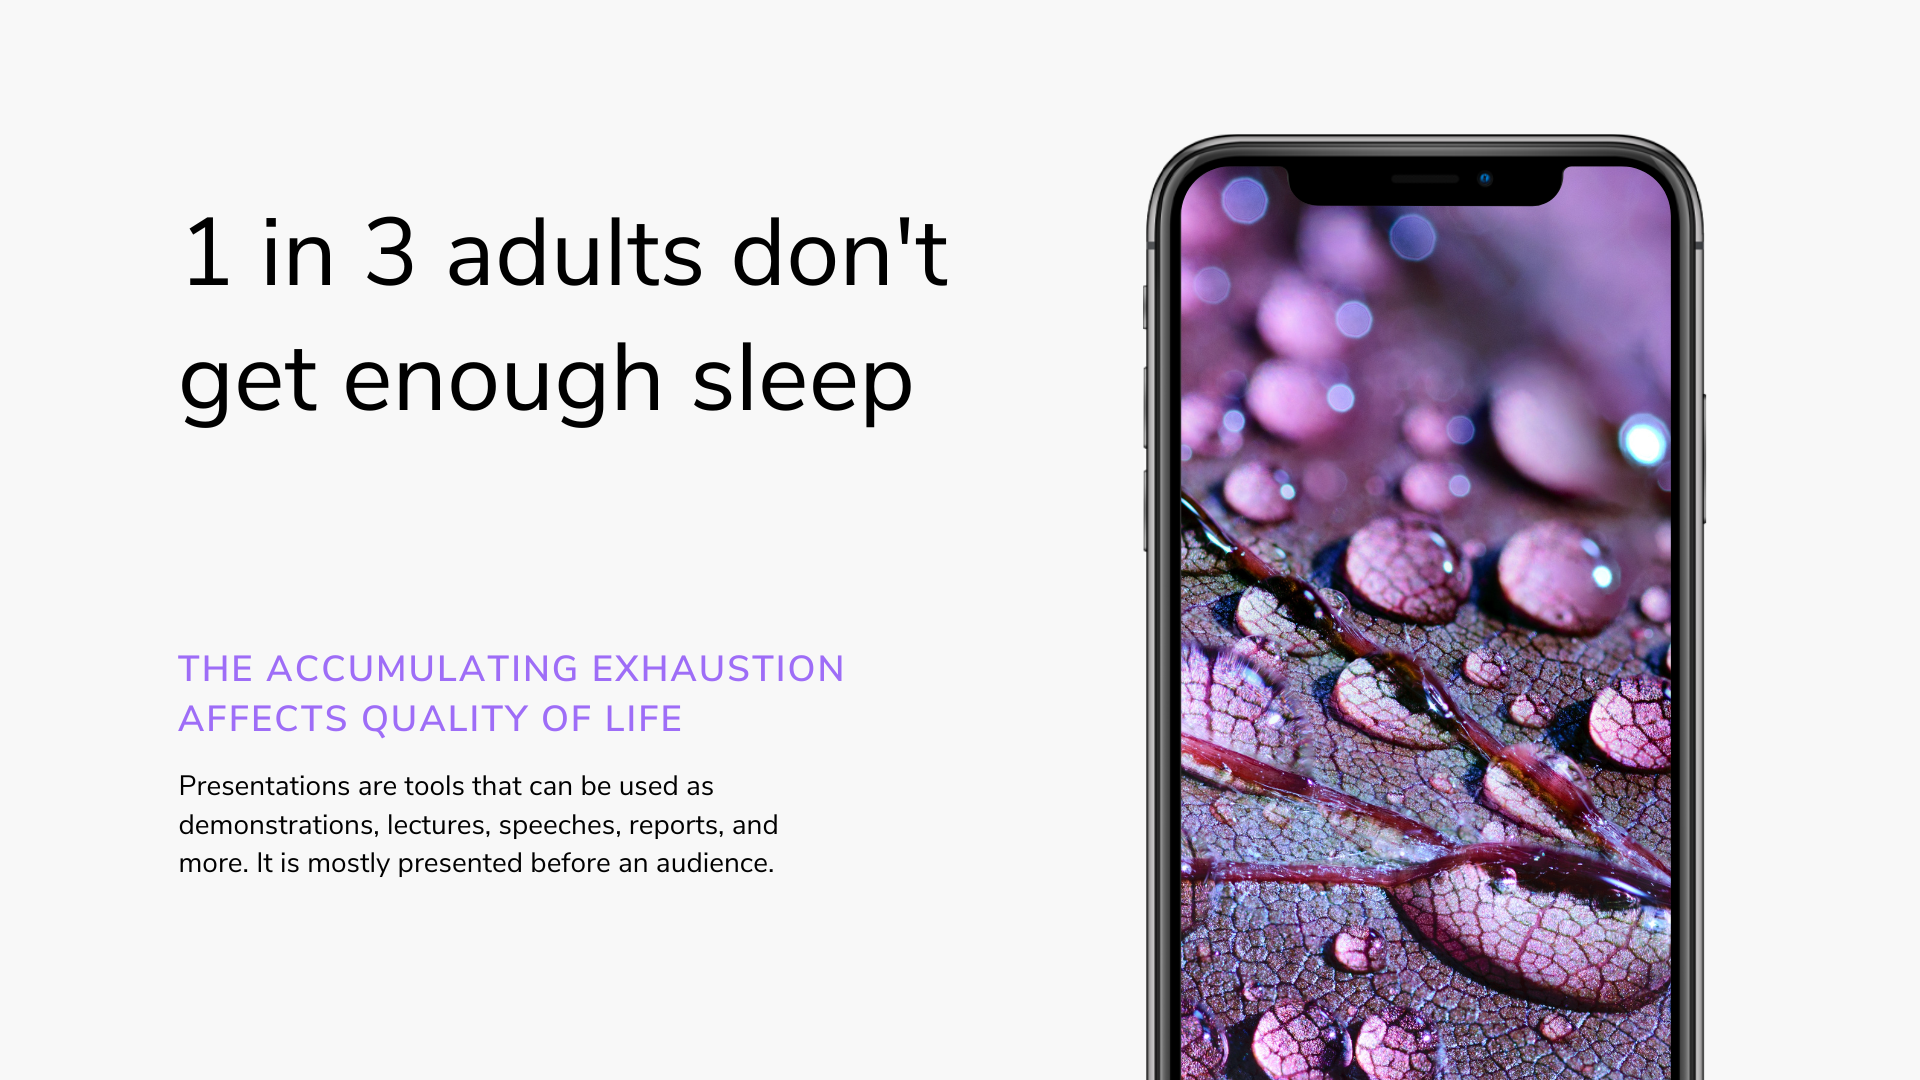 1 in 3 adults don't
get enough sleep
THE ACCUMULATING EXHAUSTION
AFFECTS QUALITY OF LIFE
Presentations are tools that can be used as
demonstrations, lectures, speeches, reports, and
more. It is mostly presented before an audience.